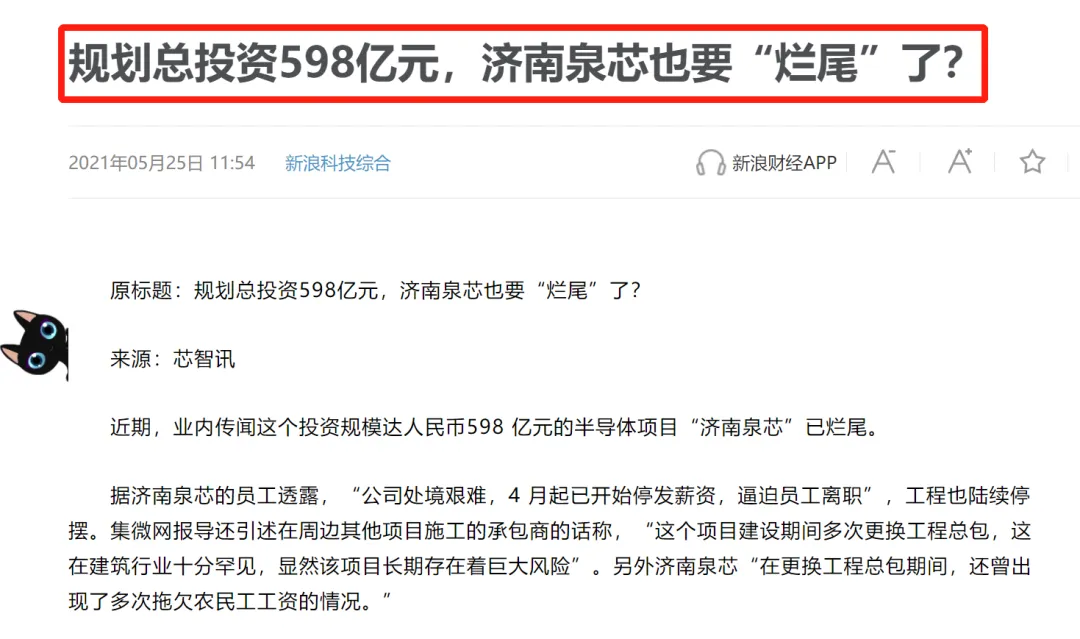 规划总投资598亿元，济南泉芯也要“烂尾”了？
2021年05月25日 11:54 新浪科技综合 新浪财经APP A- A+
原标题：规划总投资598亿元，济南泉芯也要“烂尾”了？
来源：芯智讯
近期，业内传闻这个投资规模达人民币598 亿元的半导体项目“济南泉芯”已烂尾。
据济南泉芯的员工透露，“公司处境艰难，4 月起已开始停发薪资，逼迫员工离职”，工程也陆续停
摆。集微网报导还引述在周边其他项目施工的承包商的话称，“这个项目建设期间多次更换工程总包，这
在建筑行业十分罕见，显然该项目长期存在着巨大风险”。另外济南泉芯“在更换工程总包期间，还曾出
现了多次拖欠农民工工资的情况。”